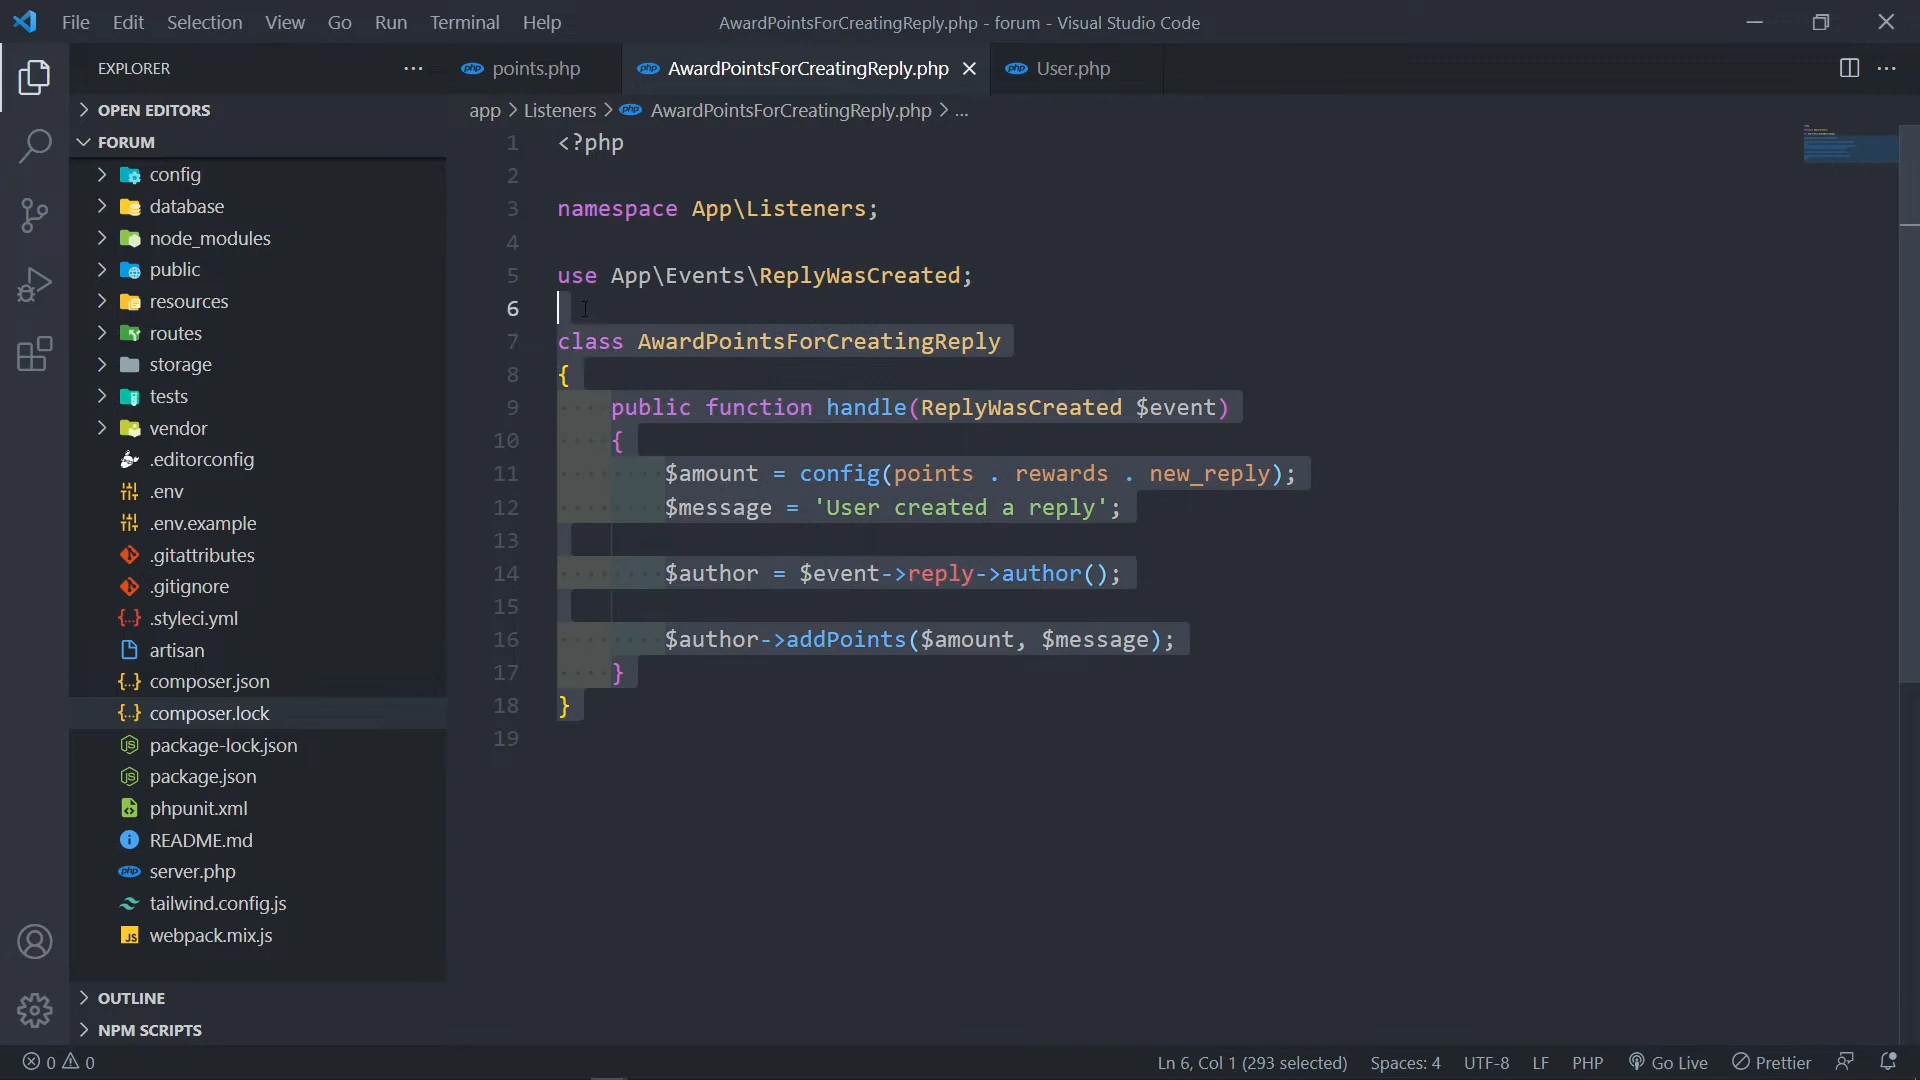 File Edit Selection View Go Run Terminal Help
AwardPointsForCreatingReply.php - forum - Visual Studio Code
EXPLORER
OPEN EDITORS
FORUM
config
database
node_modules
public
resources
routes
storage
tests
vendor
.editorconfig
.env
.env.example
.gitattributes
.gitignore
.styleci.yml
artisan
composer.json
composer.lock
package-lock.json
package.json
phpunit.xml
README.md
server.php
tailwind.config.js
webpack.mix.js
OUTLINE
NPM SCRIPTS
points.php AwardPointsForCreatingReply.php User.php
app > Listeners > AwardPointsForCreatingReply.php > ...
1 <?php
2
3 namespace App\Listeners;
4
5 use App\Events\ReplyWasCreated;
6
7 class AwardPointsForCreatingReply
8 {
9 public function handle(ReplyWasCreated $event)
10 {
11 $amount = config(points . rewards . new_reply);
12 $message = 'User created a reply';
13
14 $author = $event->reply->author();
15
16 $author->addPoints($amount, $message);
17 }
18 }
19
0 0 Ln 6, Col 1 (293 selected) Spaces: 4 UTF-8 LF PHP Go Live Prettier